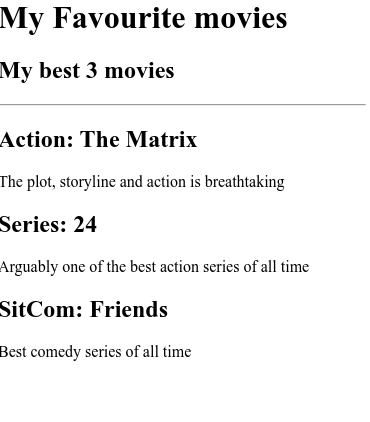 My Favourite movies
My best 3 movies
Action: The Matrix
The plot, storyline and action is breathtaking
Series: 24
Arguably one of the best action series of all time
SitCom: Friends
Best comedy series of all time